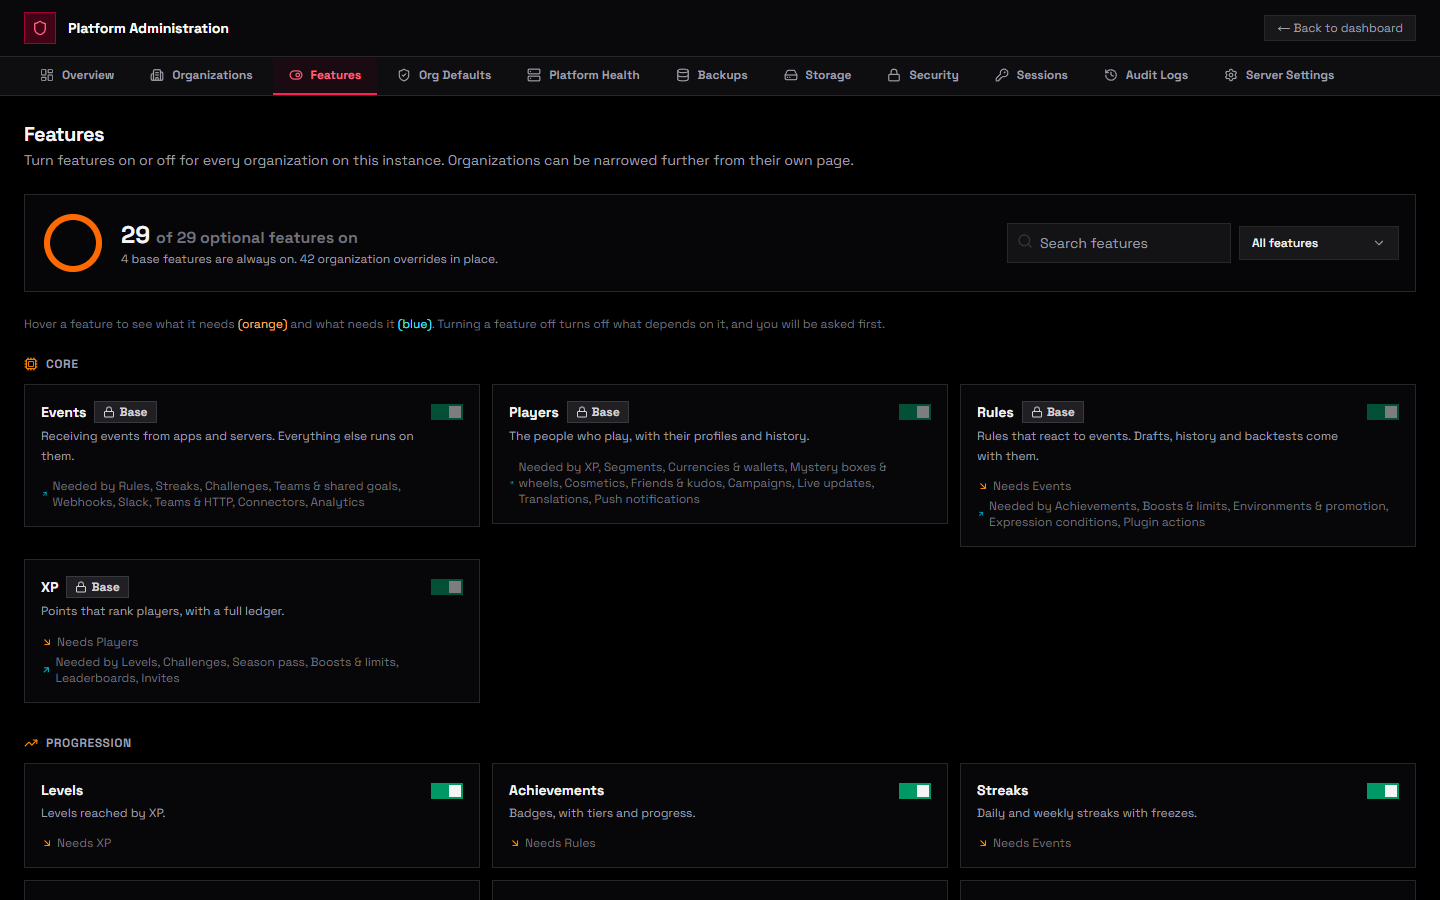 Platform Administration
← Back to dashboard
Overview
Organizations
Features
Org Defaults
Platform Health
Backups
Storage
Security
Sessions
Audit Logs
Server Settings
Features
Turn features on or off for every organization on this instance. Organizations can be narrowed further from their own page.
29 of 29 optional features on
4 base features are always on. 42 organization overrides in place.
Search features
All features
Hover a feature to see what it needs (orange) and what needs it (blue). Turning a feature off turns off what depends on it, and you will be asked first.
CORE
Events
Base
Receiving events from apps and servers. Everything else runs on
them.
Needed by Rules, Streaks, Challenges, Teams & shared goals,
Webhooks, Slack, Teams & HTTP, Connectors, Analytics
Players
Base
The people who play, with their profiles and history.
Needed by XP, Segments, Currencies & wallets, Mystery boxes &
wheels, Cosmetics, Friends & kudos, Campaigns, Live updates,
Translations, Push notifications
Rules
Base
Rules that react to events. Drafts, history and backtests come
with them.
Needs Events
Needed by Achievements, Boosts & limits, Environments & promotion,
Expression conditions, Plugin actions
XP
Base
Points that rank players, with a full ledger.
Needs Players
Needed by Levels, Challenges, Season pass, Boosts & limits,
Leaderboards, Invites
PROGRESSION
Levels
Levels reached by XP.
Needs XP
Achievements
Badges, with tiers and progress.
Needs Rules
Streaks
Daily and weekly streaks with freezes.
Needs Events